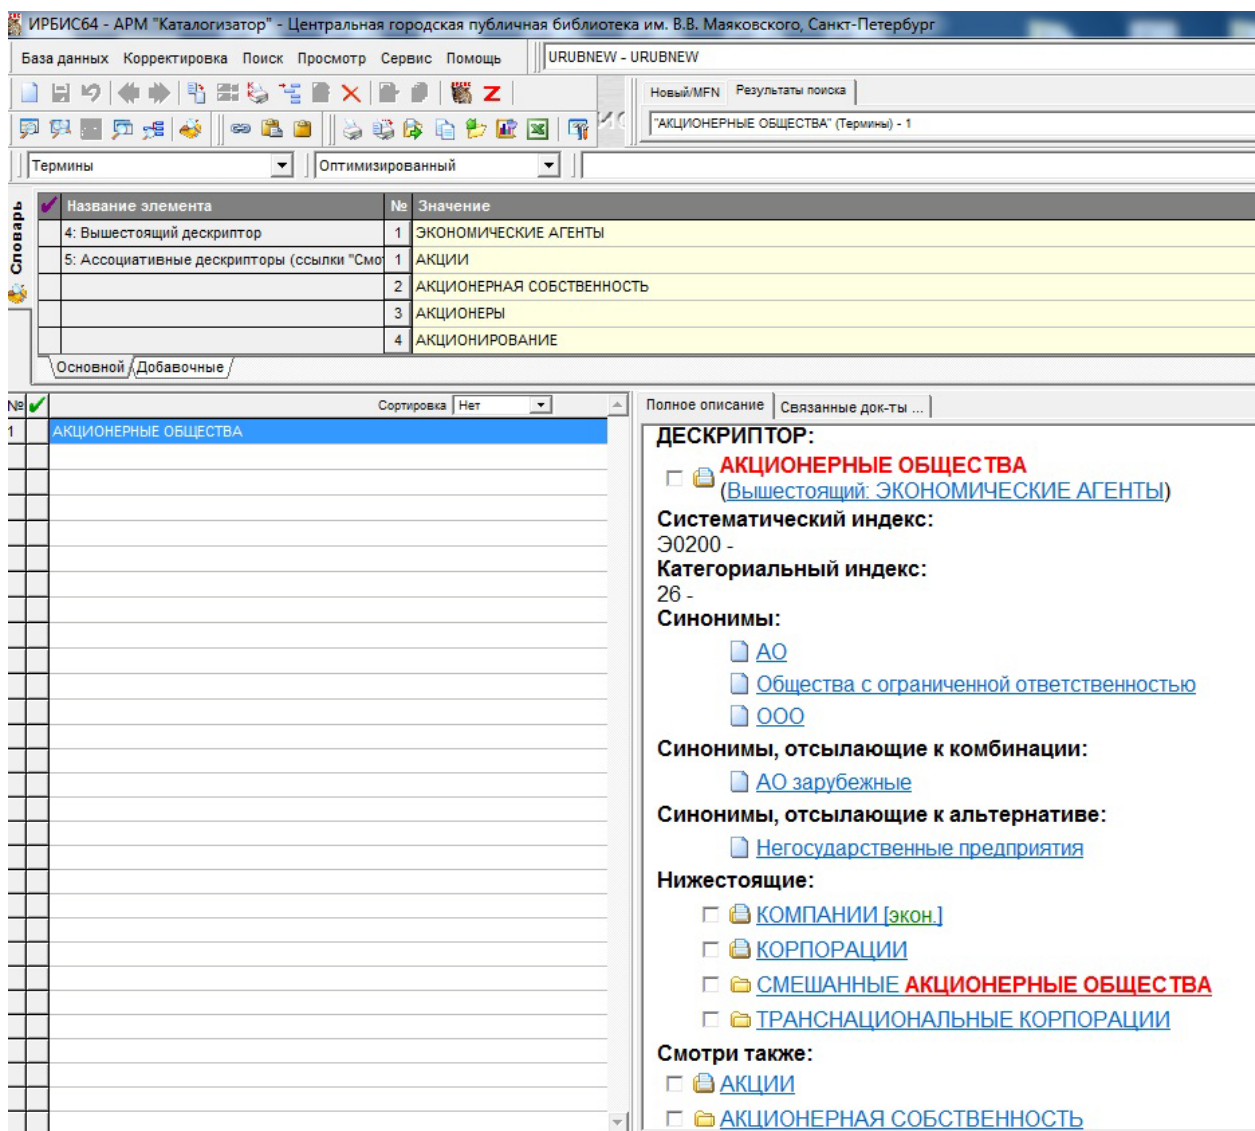 ИРБИС64 - АРМ "Каталогизатор" - Центральная городская публичная библиотека им. В.В. Маяковского, Санкт-Петербург
База данных Корректировка Поиск Просмотр Сервис Помощь
URUBNEW - URUBNEW
Новый/MFN Результаты поиска
"АКЦИОНЕРНЫЕ ОБЩЕСТВА" (Термины) - 1
Термины Оптимизированный
Словарь
Название элемента № Значение
4: Вышестоящий дескриптор 1 ЭКОНОМИЧЕСКИЕ АГЕНТЫ
5: Ассоциативные дескрипторы (ссылки "Смот 1 АКЦИИ
2 АКЦИОНЕРНАЯ СОБСТВЕННОСТЬ
3 АКЦИОНЕРЫ
4 АКЦИОНИРОВАНИЕ
Основной Добавочные
№ Сортировка Нет
1 АКЦИОНЕРНЫЕ ОБЩЕСТВА
Полное описание Связанные док-ты ...
ДЕСКРИПТОР:
АКЦИОНЕРНЫЕ ОБЩЕСТВА
(Вышестоящий: ЭКОНОМИЧЕСКИЕ АГЕНТЫ)
Систематический индекс:
Э0200 -
Категориальный индекс:
26 -
Синонимы:
АО
Общества с ограниченной ответственностью
ООО
Синонимы, отсылающие к комбинации:
АО зарубежные
Синонимы, отсылающие к альтернативе:
Негосударственные предприятия
Нижестоящие:
КОМПАНИИ [экон.]
КОРПОРАЦИИ
СМЕШАННЫЕ АКЦИОНЕРНЫЕ ОБЩЕСТВА
ТРАНСНАЦИОНАЛЬНЫЕ КОРПОРАЦИИ
Смотри также:
АКЦИИ
АКЦИОНЕРНАЯ СОБСТВЕННОСТЬ